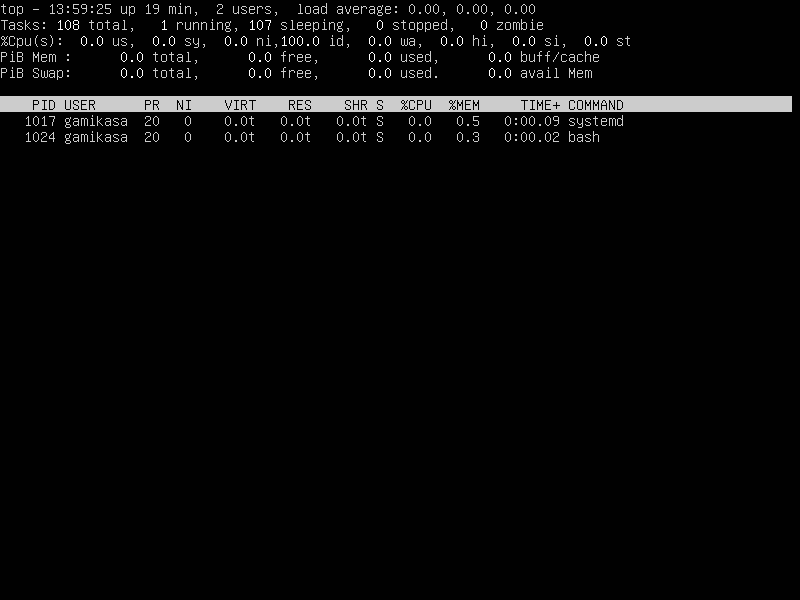 top - 13:59:25 up 19 min,  2 users,  load average: 0.00, 0.00, 0.00
Tasks: 108 total,   1 running, 107 sleeping,   0 stopped,   0 zombie
%Cpu(s):  0.0 us,  0.0 sy,  0.0 ni,100.0 id,  0.0 wa,  0.0 hi,  0.0 si,  0.0 st
PiB Mem :      0.0 total,      0.0 free,      0.0 used,      0.0 buff/cache
PiB Swap:      0.0 total,      0.0 free,      0.0 used.      0.0 avail Mem
PID USER      PR  NI    VIRT    RES    SHR S  %CPU  %MEM     TIME+ COMMAND
1017 gamikasa  20   0    0.0t   0.0t   0.0t S   0.0   0.5   0:00.09 systemd
1024 gamikasa  20   0    0.0t   0.0t   0.0t S   0.0   0.3   0:00.02 bash